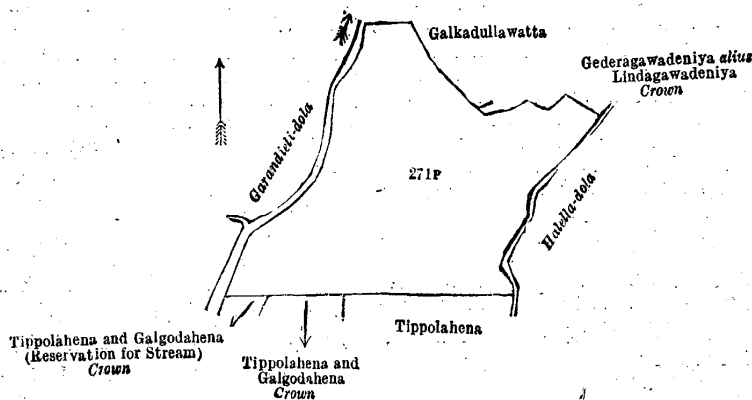 Galkadullawatta
Gederagawadeniya alias
Lindagawadeniya
Crown
Garandieli-dola
271P
Halella-dola
Tippolahena and Galgodahena
(Reservation for Stream)
Crown
Tippolahena
Tippolahena and
Galgodahena
Crown